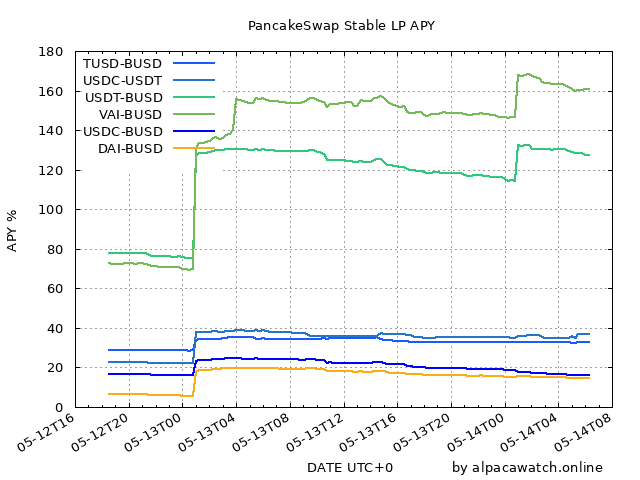 PancakeSwap Stable LP APY
180
160
140
120
100
80
60
40
20
0
APY %
TUSD-BUSD
USDC-USDT
USDT-BUSD
VAI-BUSD
USDC-BUSD
DAI-BUSD
05-12T16
05-12T20
05-13T00
05-13T04
05-13T08
05-13T12
05-13T16
05-13T20
05-14T00
05-14T04
05-14T08
DATE UTC+0
by alpacawatch.online